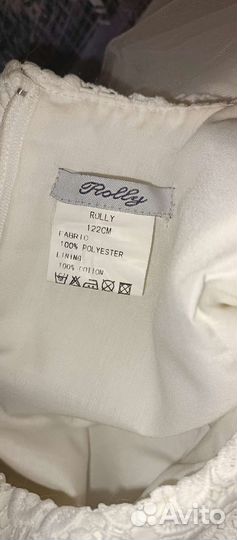 Rolly
ROLLY
122CM
FABRIC
100% POLYESTER
LINING:
100% COTTON
Avito